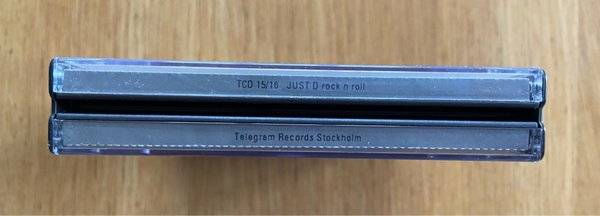 TCD 15/16 JUST D rock n roll
Telegram Records Stockholm